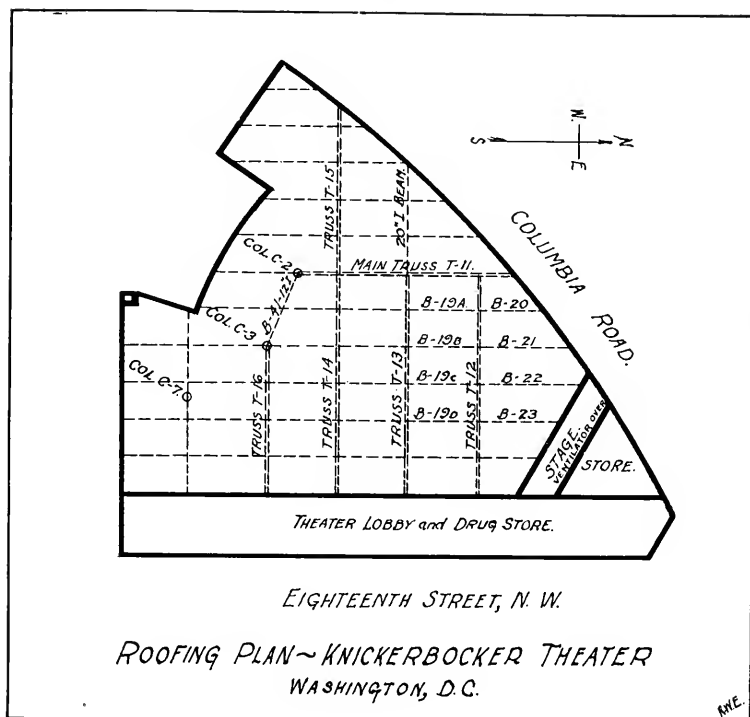 W.
S N
E
COLUMBIA ROAD.
TRUSS T-15
20" I BEAM.
COL C-2
MAIN TRUSS T-11.
B-41-12"I
B-19A B-20
COL C-3
B-19B B-21
COL C-7.
B-19C B-22
TRUSS T-16
TRUSS T-14
TRUSS T-13
TRUSS T-12
B-19D B-23
STAGE.
VENTILATOR OVER
STORE.
THEATER LOBBY and DRUG STORE.
EIGHTEENTH STREET, N. W.
ROOFING PLAN~KNICKERBOCKER THEATER
WASHINGTON, D.C.